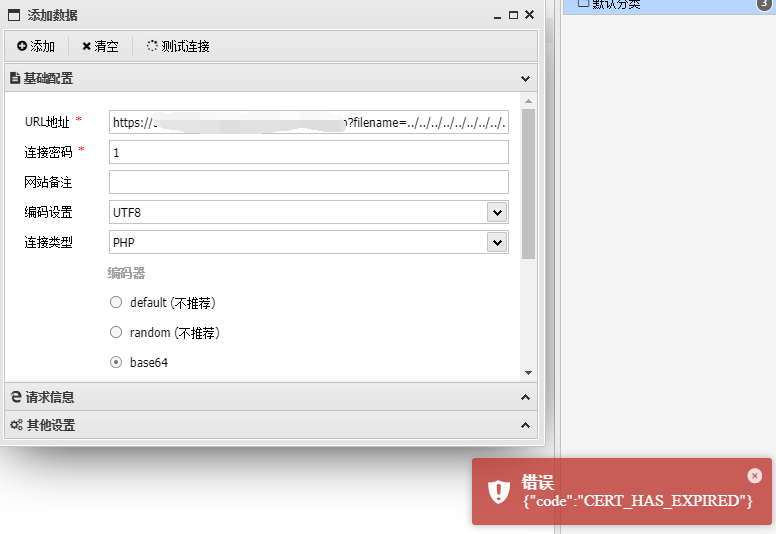 添加数据
默认分类
3
添加 清空 测试连接
基础配置
URL地址 * https:// ?filename=../../../../../../../../.
连接密码 * 1
网站备注
编码设置 UTF8
连接类型 PHP
编码器
default (不推荐)
random (不推荐)
base64
请求信息
其他设置
错误
{"code":"CERT_HAS_EXPIRED"}